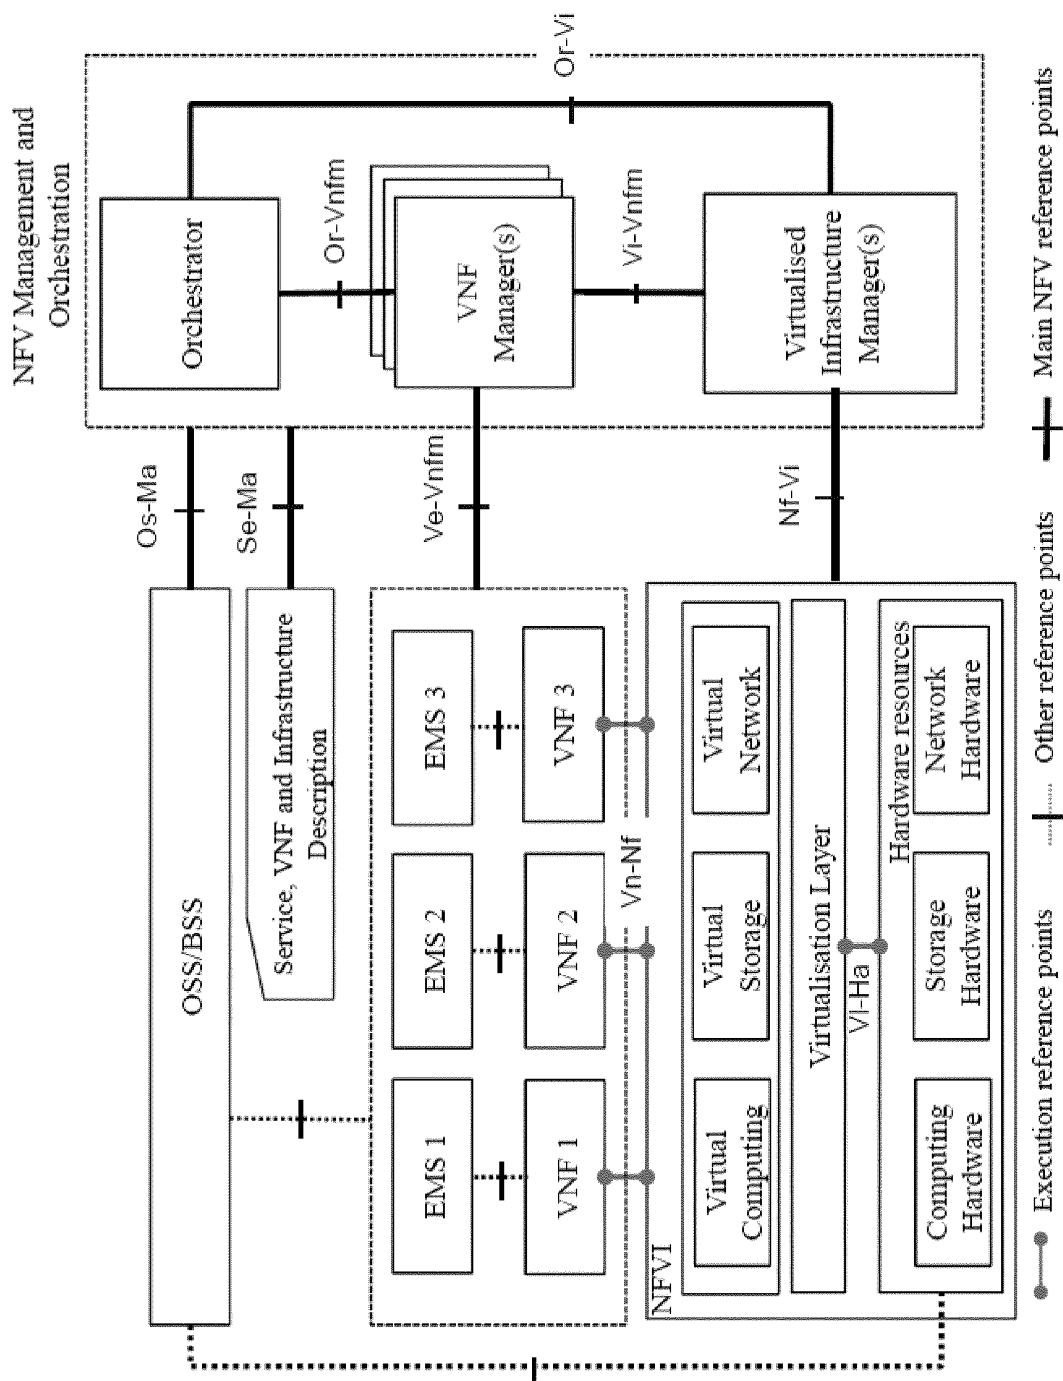 NFV Management and
Orchestration
OSS/BSS
Os-Ma
Orchestrator
Se-Ma
Service, VNF and Infrastructure
Description
Or-Vnfm
Or-Vi
EMS 1
EMS 2
EMS 3
Ve-Vnfm
VNF
Manager(s)
VNF 1
VNF 2
VNF 3
Vn-Nf
Vi-Vnfm
NFVI
Virtual
Computing
Virtual
Storage
Virtual
Network
Nf-Vi
Virtualised
Infrastructure
Manager(s)
Virtualisation Layer
Vl-Ha
Hardware resources
Computing
Hardware
Storage
Hardware
Network
Hardware
Execution reference points
Other reference points
Main NFV reference points